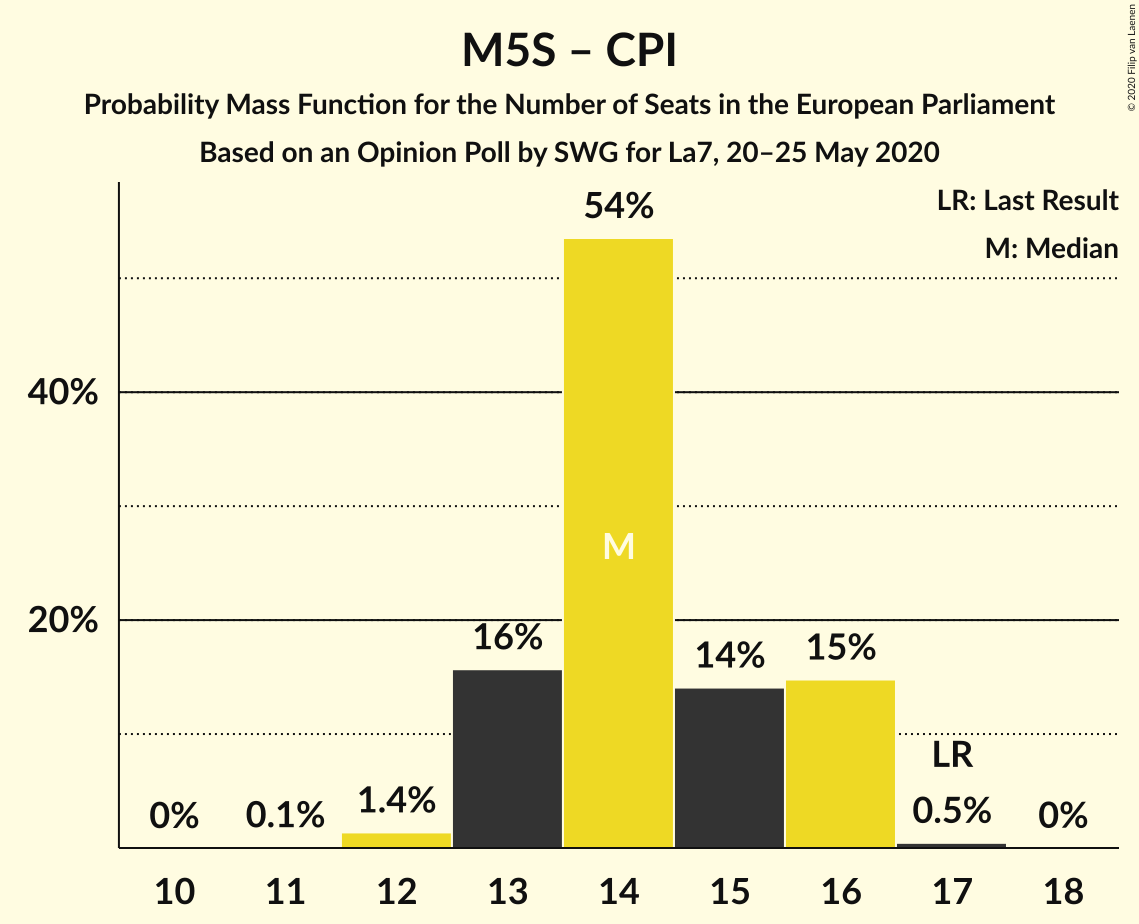 M5S – CPI
Probability Mass Function for the Number of Seats in the European Parliament
Based on an Opinion Poll by SWG for La7, 20–25 May 2020
© 2020 Filip van Laenen
LR: Last Result
M: Median
54%
40%
M
20%
16%
14%
15%
LR
0%
0.1%
1.4%
0.5%
0%
10 11 12 13 14 15 16 17 18